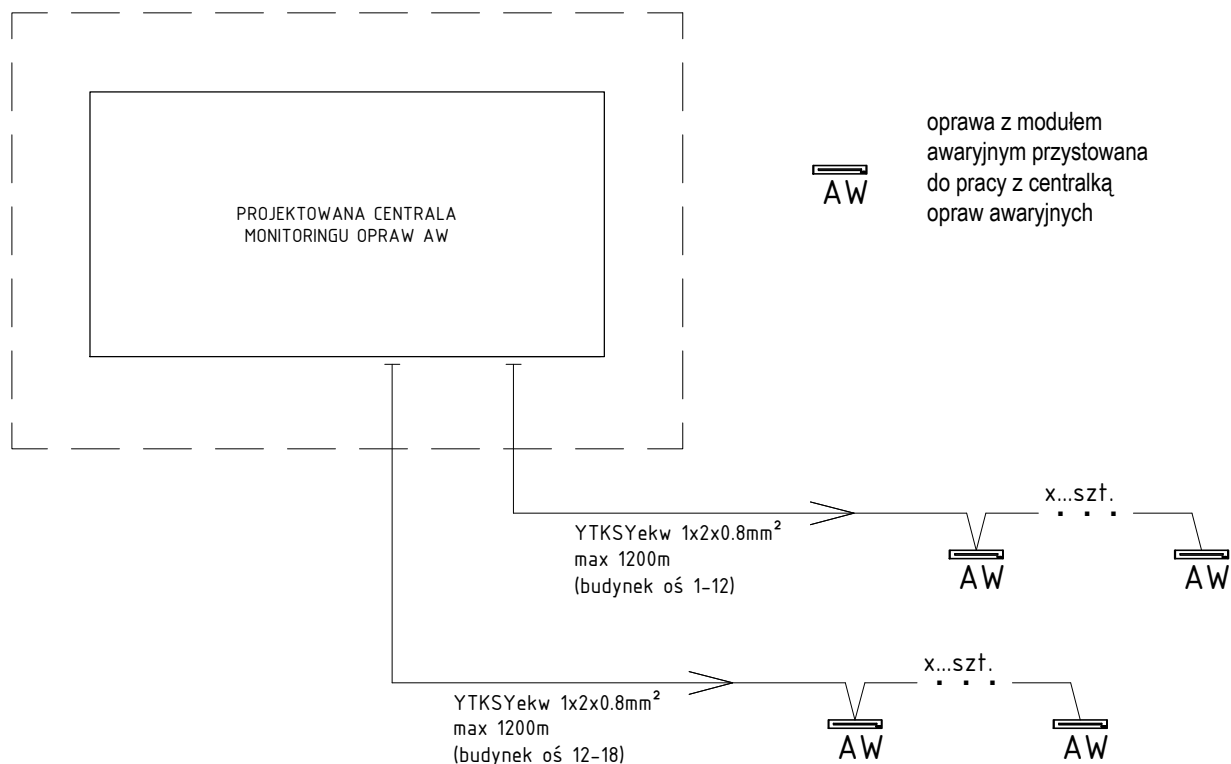 PROJEKTOWANA CENTRALA
MONITORINGU OPRAW AW
oprawa z modułem
awaryjnym przystowana
do pracy z centralką
opraw awaryjnych
AW
x...szt.
YTKSYekw 1x2x0.8mm²
max 1200m
(budynek oś 1-12)
AW
AW
x...szt.
YTKSYekw 1x2x0.8mm²
max 1200m
(budynek oś 12-18)
AW
AW